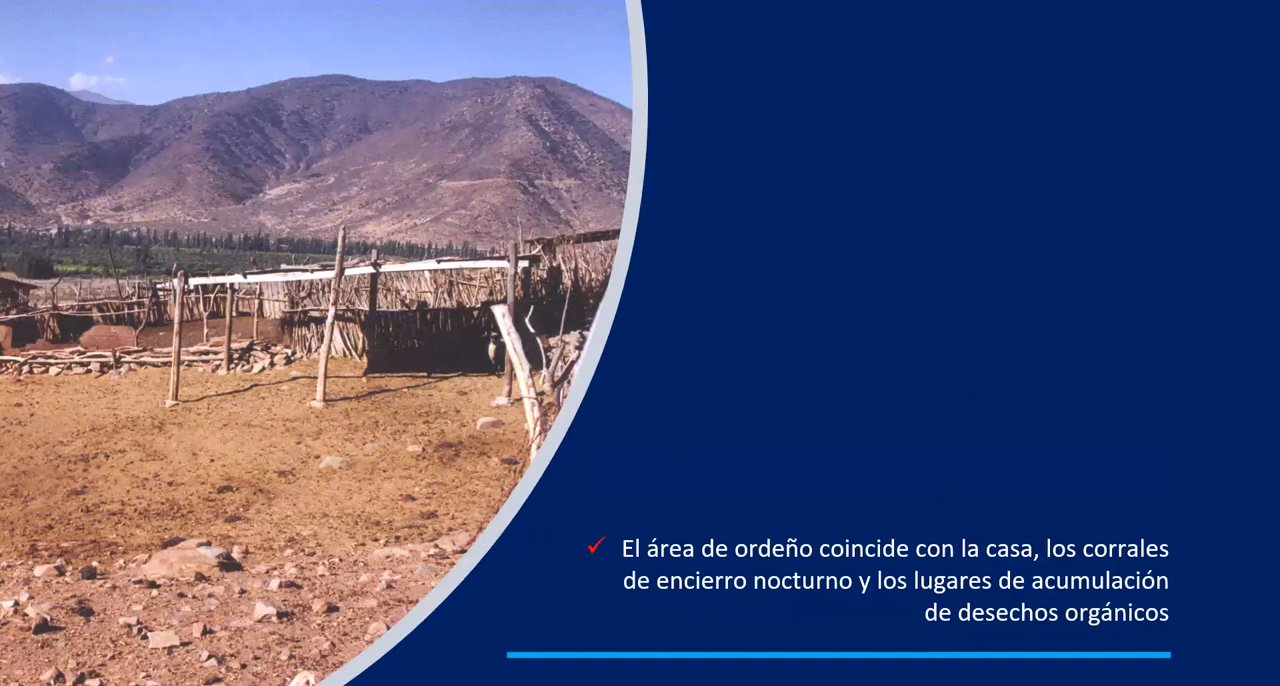 ✓ El área de ordeño coincide con la casa, los corrales
de encierro nocturno y los lugares de acumulación
de desechos orgánicos